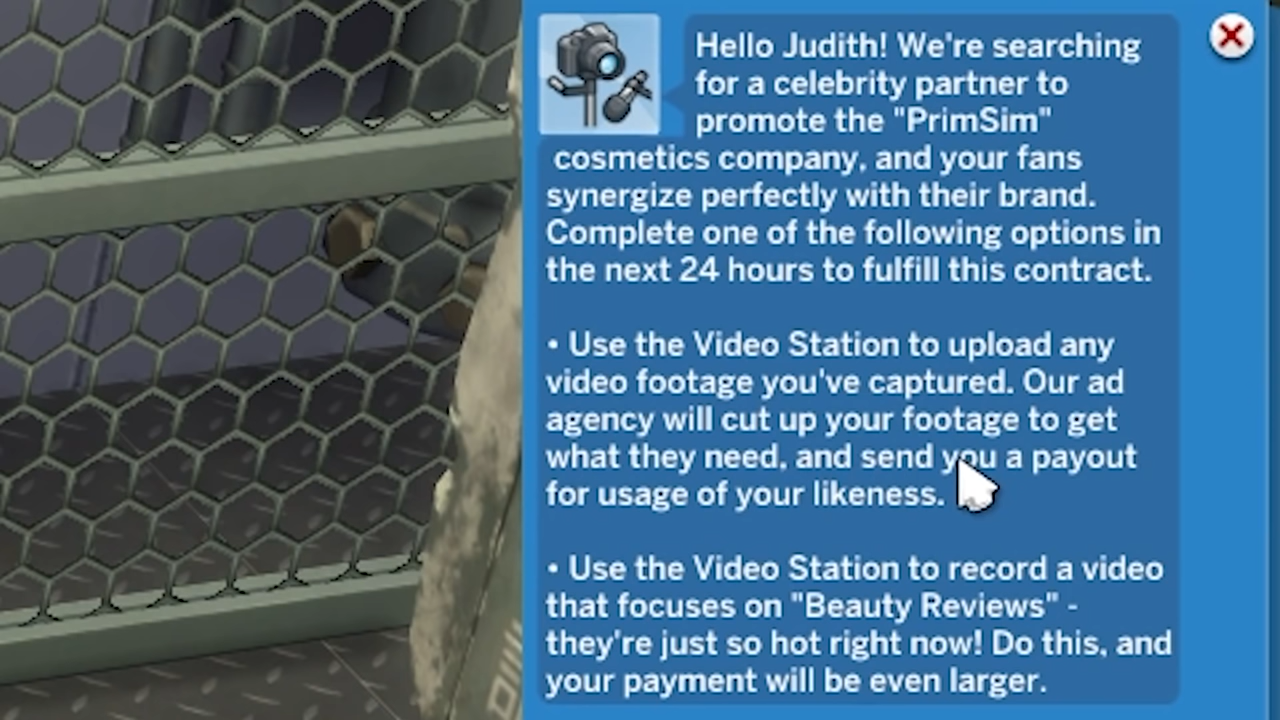 Hello Judith! We're searching
for a celebrity partner to
promote the "PrimSim"
cosmetics company, and your fans
synergize perfectly with their brand.
Complete one of the following options in
the next 24 hours to fulfill this contract.
• Use the Video Station to upload any
video footage you've captured. Our ad
agency will cut up your footage to get
what they need, and send you a payout
for usage of your likeness.
• Use the Video Station to record a video
that focuses on "Beauty Reviews" -
they're just so hot right now! Do this, and
your payment will be even larger.